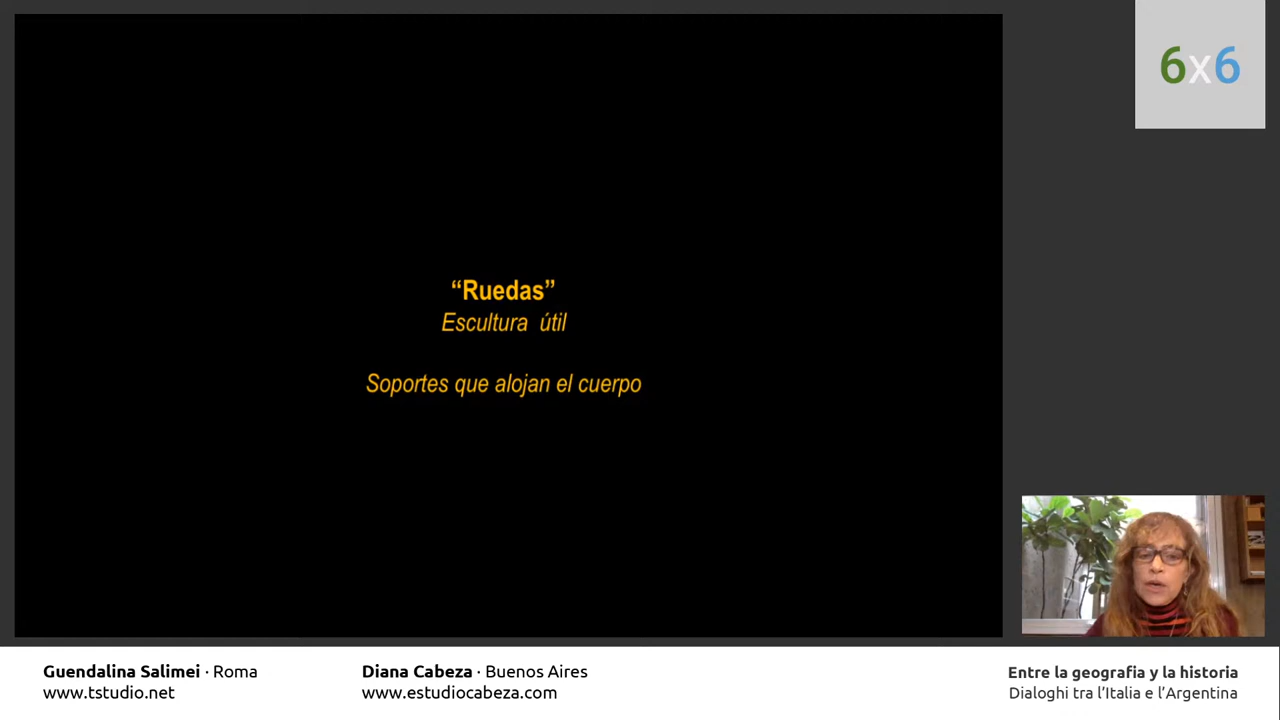 6x6
“Ruedas”
Escultura útil
Soportes que alojan el cuerpo
Guendalina Salimei · Roma
www.tstudio.net
Diana Cabeza · Buenos Aires
www.estudiocabeza.com
Entre la geografia y la historia
Dialoghi tra l’Italia e l’Argentina